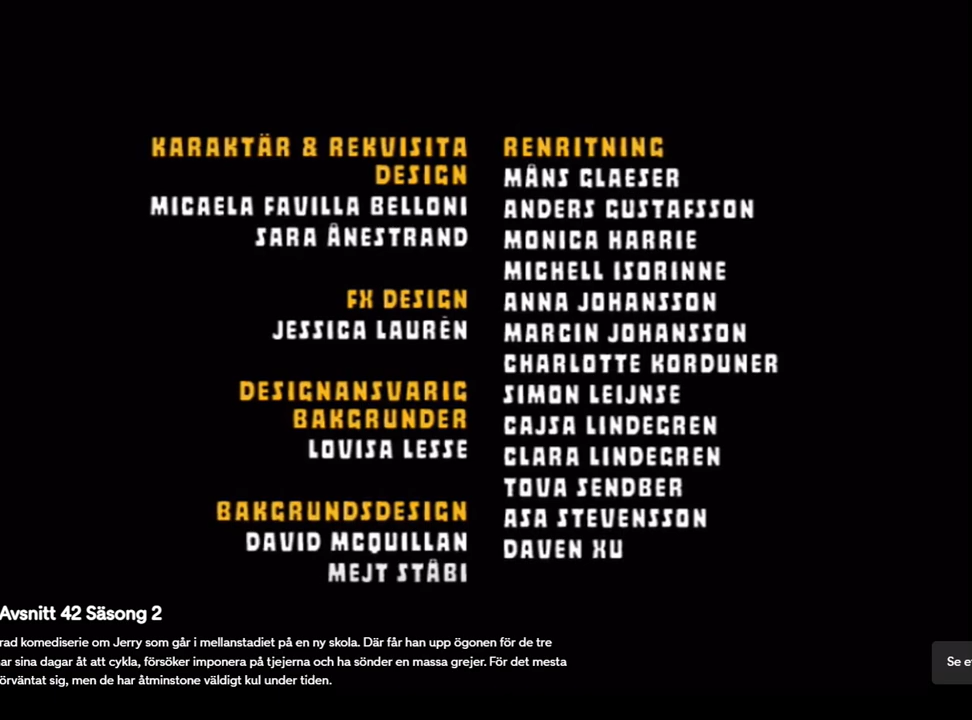 KARAKTÄR & REKVISITA
DESIGN
MICAELA FAVILLA BELLONI
SARA ÅNESTRAND
FX DESIGN
JESSICA LAURÈN
DESIGNANSVARIG
BAKGRUNDER
LOVISA LESSE
BAKGRUNDSDESIGN
DAVID MCQUILLAN
MEJT STÅBI
RENRITNING
MÅNS GLAESER
ANDERS GUSTAFSSON
MONICA HARRIE
MICHELL ISORINNE
ANNA JOHANSSON
MARCIN JOHANSSON
CHARLOTTE KORDUNER
SIMON LEIJNSE
CAJSA LINDEGREN
CLARA LINDEGREN
TOVA SENDBER
ASA STEVENSSON
DAVEN XU
Avsnitt 42 Säsong 2
rad komediserie om Jerry som går i mellanstadiet på en ny skola. Där får han upp ögonen för de tre
ar sina dagar åt att cykla, försöker imponera på tjejerna och ha sönder en massa grejer. För det mesta
örväntat sig, men de har åtminstone väldigt kul under tiden.
Se e